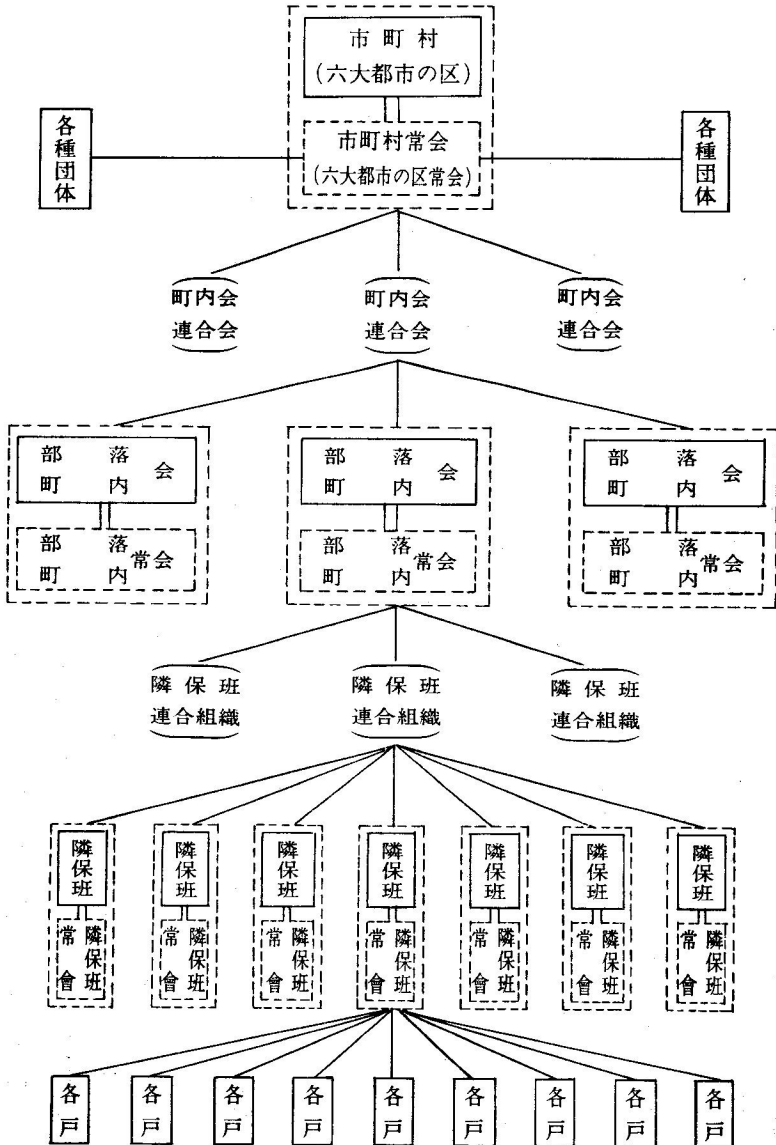 市町村
(六大都市の区)
各種団体
市町村常会
(六大都市の区常会)
各種団体
町内会
連合会
町内会
連合会
町内会
連合会
部落会
町内
部落常会
町内
部落会
町内
部落常会
町内
部落会
町内
部落常会
町内
隣保班
連合組織
隣保班
連合組織
隣保班
連合組織
隣保班
隣保班
隣保班
隣保班
隣保班
隣保班
隣保班
隣保班
常會
隣保班
常會
隣保班
常會
隣保班
常會
隣保班
常會
隣保班
常會
隣保班
常會
各戸
各戸
各戸
各戸
各戸
各戸
各戸
各戸
各戸